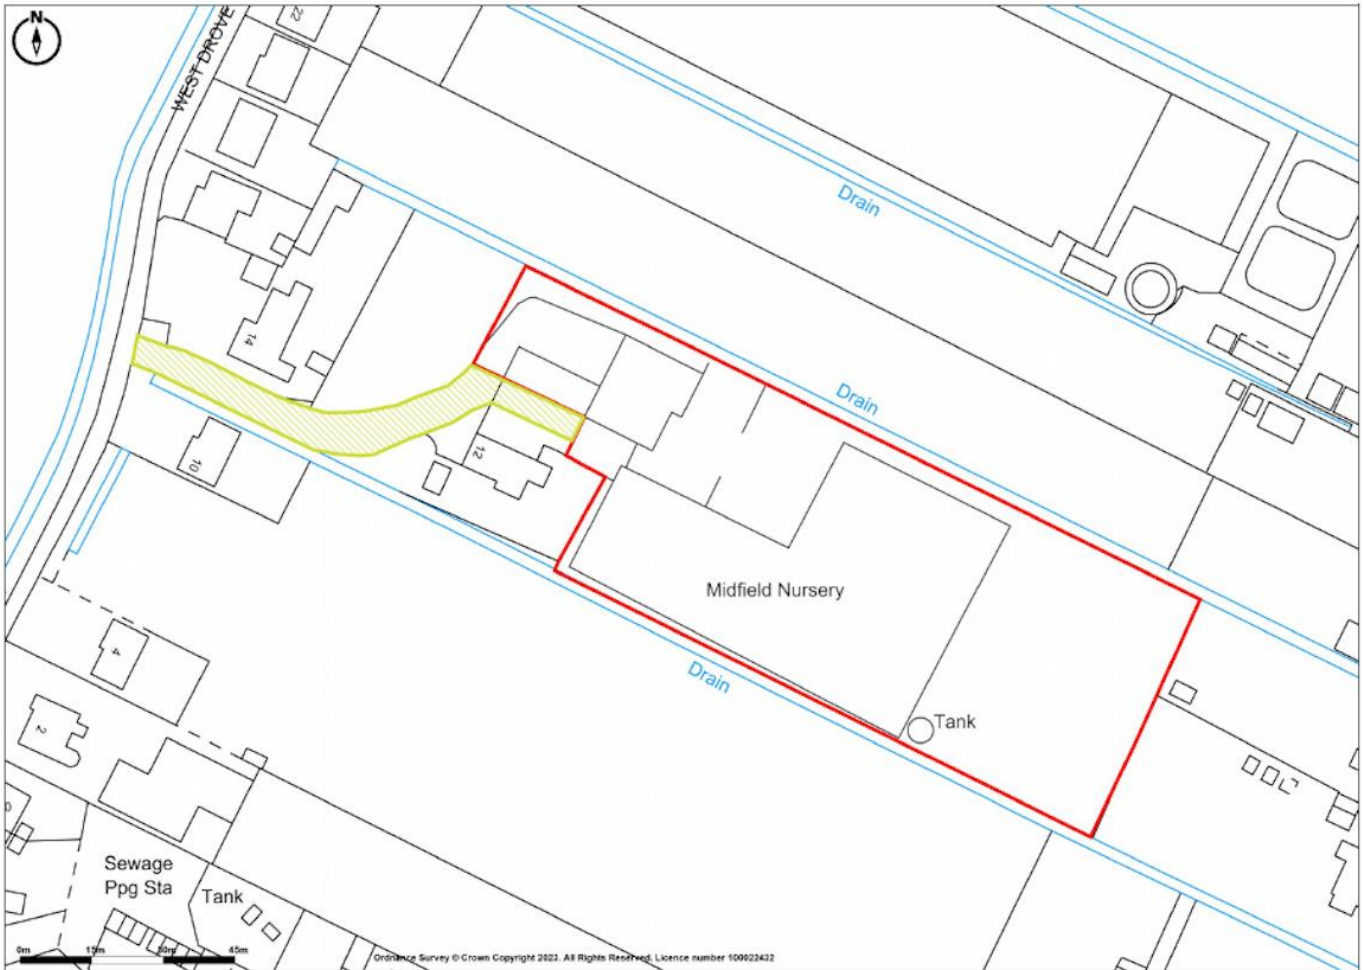 N
WEST DROVE
22
Drain
14
Drain
12
10
Midfield Nursery
4
Drain
2
Tank
Sewage
Ppg Sta
Tank
0m 15m 30m 45m
Ordnance Survey © Crown Copyright 2023. All Rights Reserved. Licence number 100022432